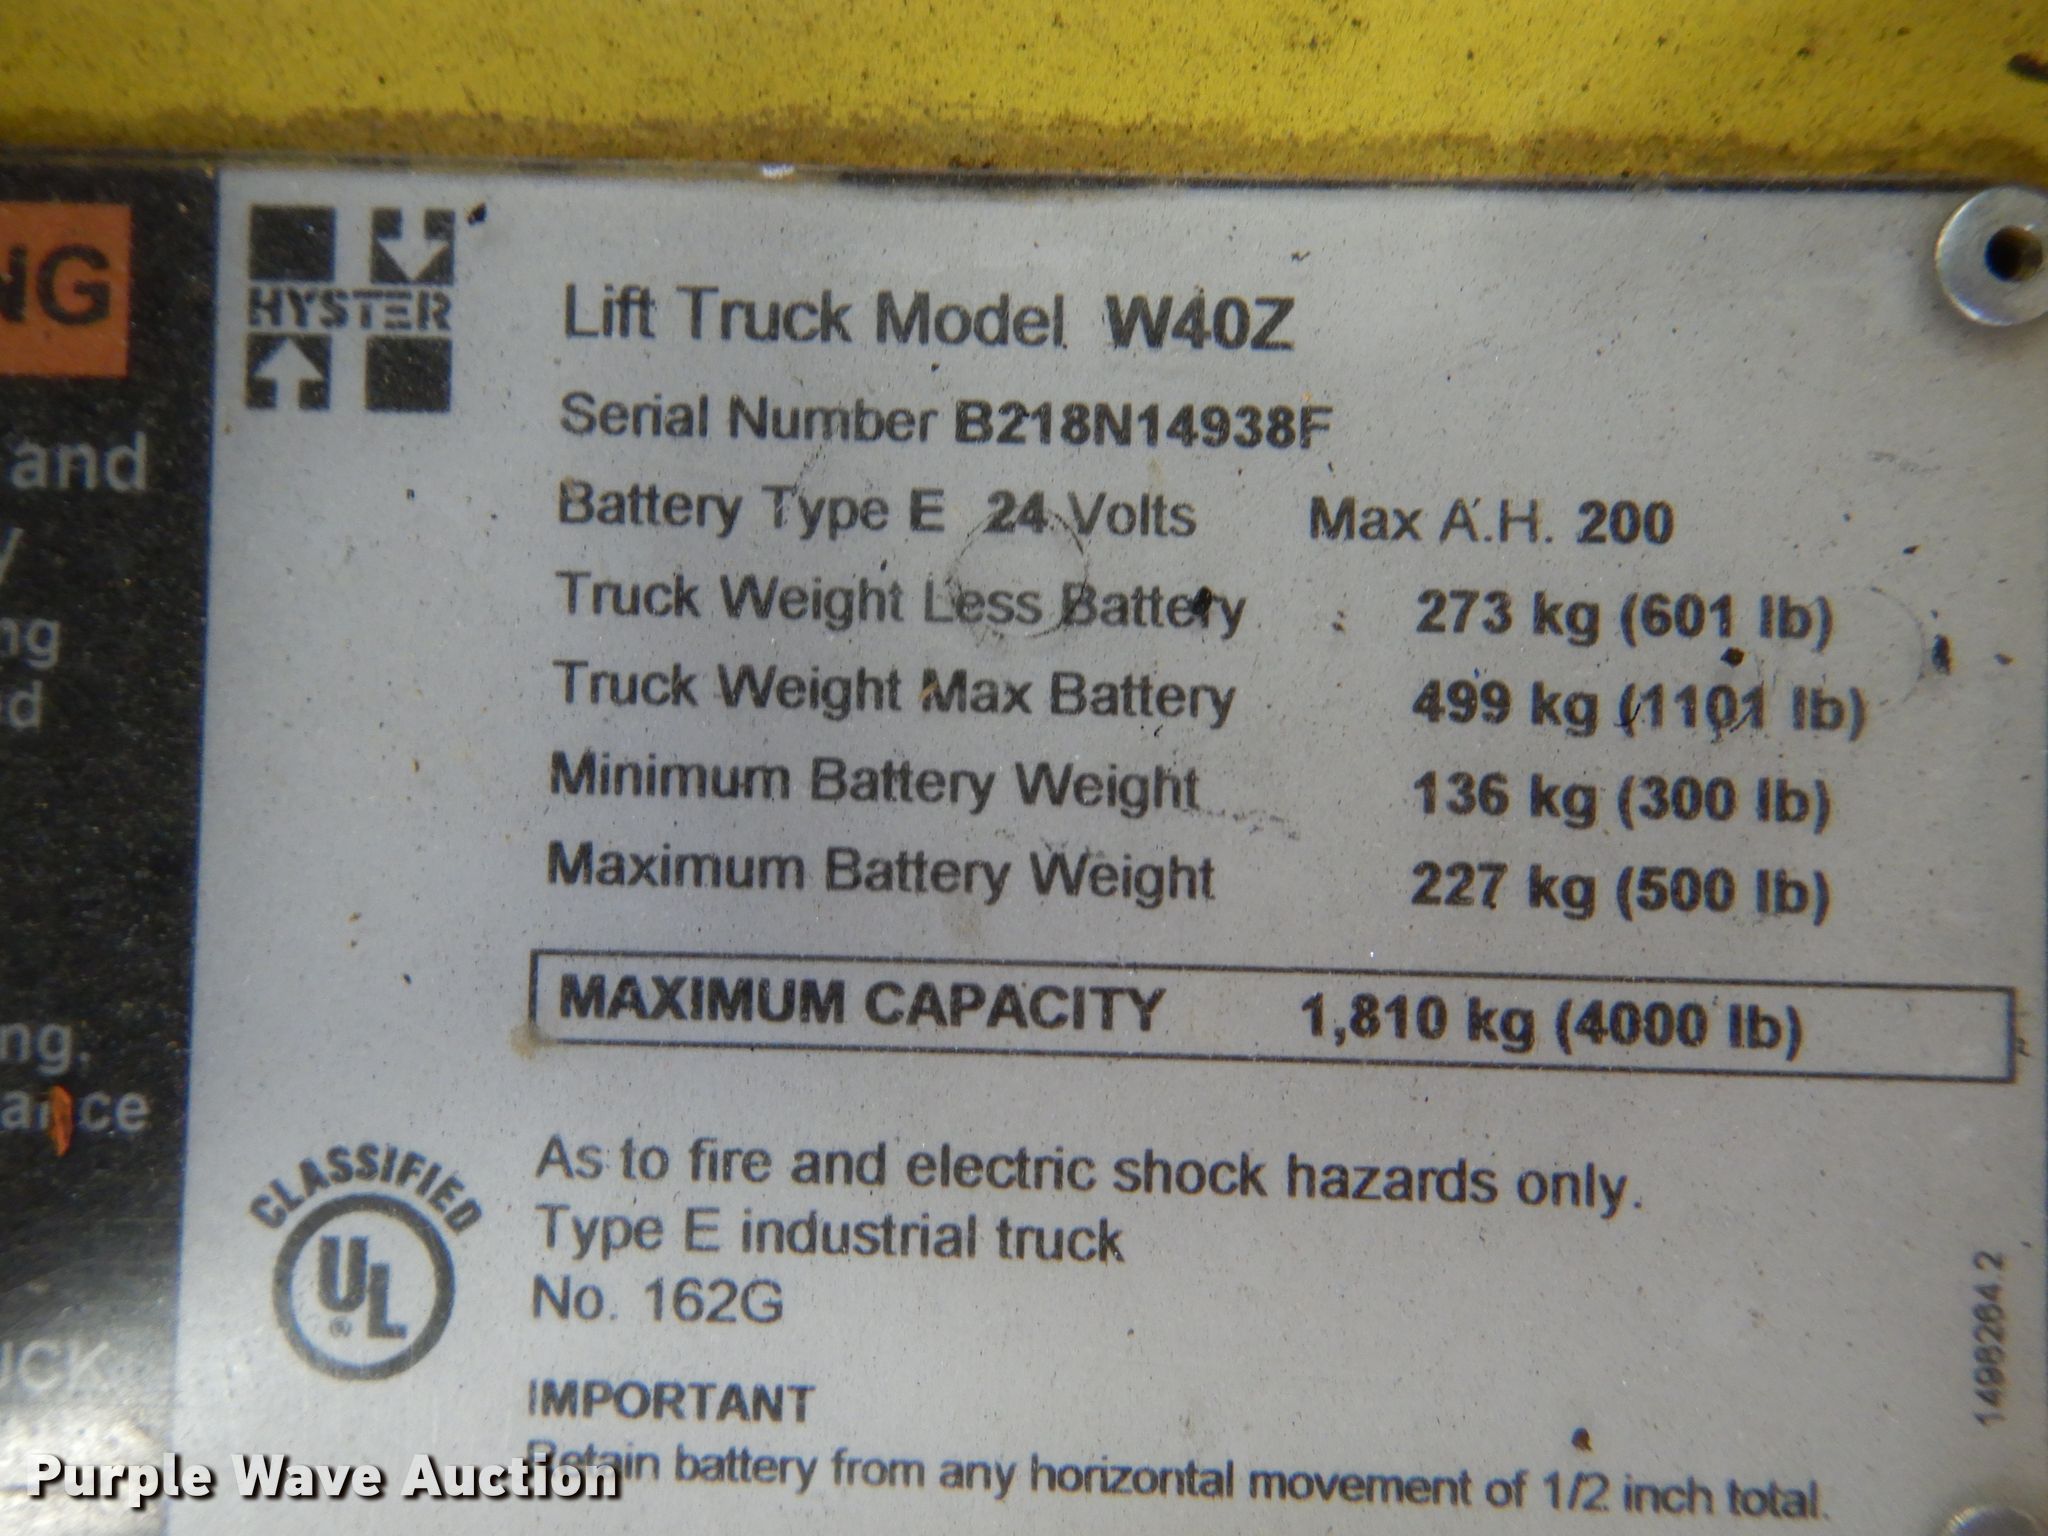 HYSTER
Lift Truck Model W40Z
Serial Number B218N14938F
Battery Type E 24 Volts Max A.H. 200
Truck Weight Less Battery 273 kg (601 lb)
Truck Weight Max Battery 499 kg (1101 lb)
Minimum Battery Weight 136 kg (300 lb)
Maximum Battery Weight 227 kg (500 lb)
MAXIMUM CAPACITY 1,810 kg (4000 lb)
CLASSIFIED
UL ®
As to fire and electric shock hazards only.
Type E industrial truck
No. 162G
IMPORTANT
Retain battery from any horizontal movement of 1/2 inch total.
1498264.2
NG
and
y
ng
ed
ng,
ance
UCK
Purple Wave Auction